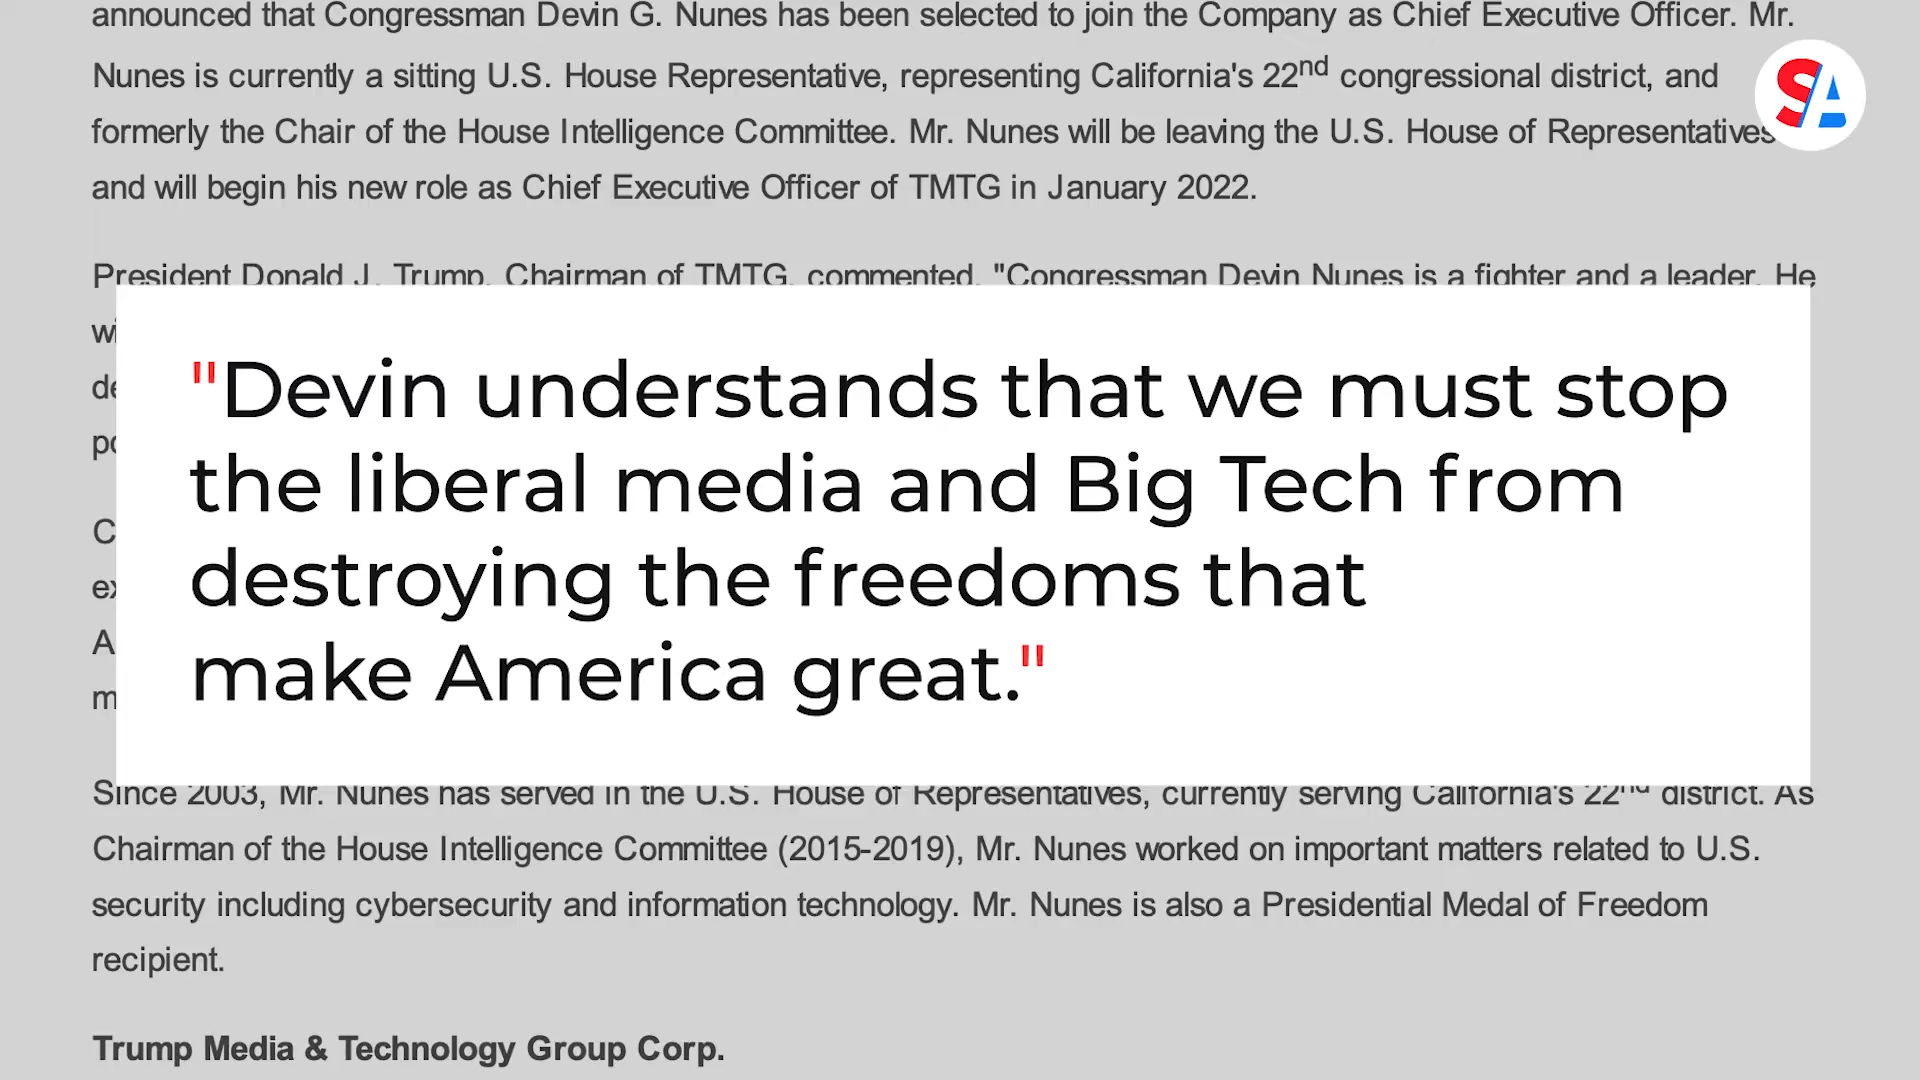 announced that Congressman Devin G. Nunes has been selected to join the Company as Chief Executive Officer. Mr.
Nunes is currently a sitting U.S. House Representative, representing California's 22nd congressional district, and
formerly the Chair of the House Intelligence Committee. Mr. Nunes will be leaving the U.S. House of Representatives
and will begin his new role as Chief Executive Officer of TMTG in January 2022.
SA
President Donald J. Trump, Chairman of TMTG, commented, "Congressman Devin Nunes is a fighter and a leader. He
"Devin understands that we must stop
the liberal media and Big Tech from
destroying the freedoms that
make America great."
Since 2003, Mr. Nunes has served in the U.S. House of Representatives, currently serving California's 22nd district. As
Chairman of the House Intelligence Committee (2015-2019), Mr. Nunes worked on important matters related to U.S.
security including cybersecurity and information technology. Mr. Nunes is also a Presidential Medal of Freedom
recipient.
Trump Media & Technology Group Corp.